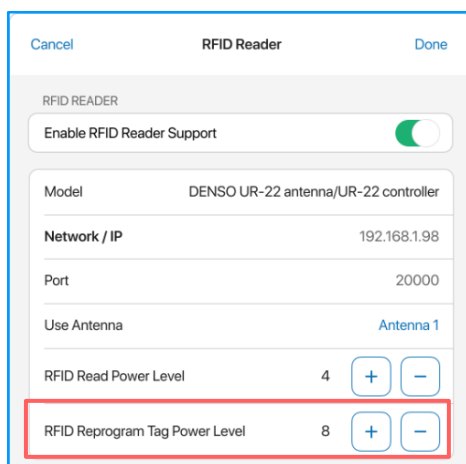 Cancel RFID Reader Done
RFID READER
Enable RFID Reader Support
Model DENSO UR-22 antenna/UR-22 controller
Network / IP 192.168.1.98
Port 20000
Use Antenna Antenna 1
RFID Read Power Level 4 + −
RFID Reprogram Tag Power Level 8 + −